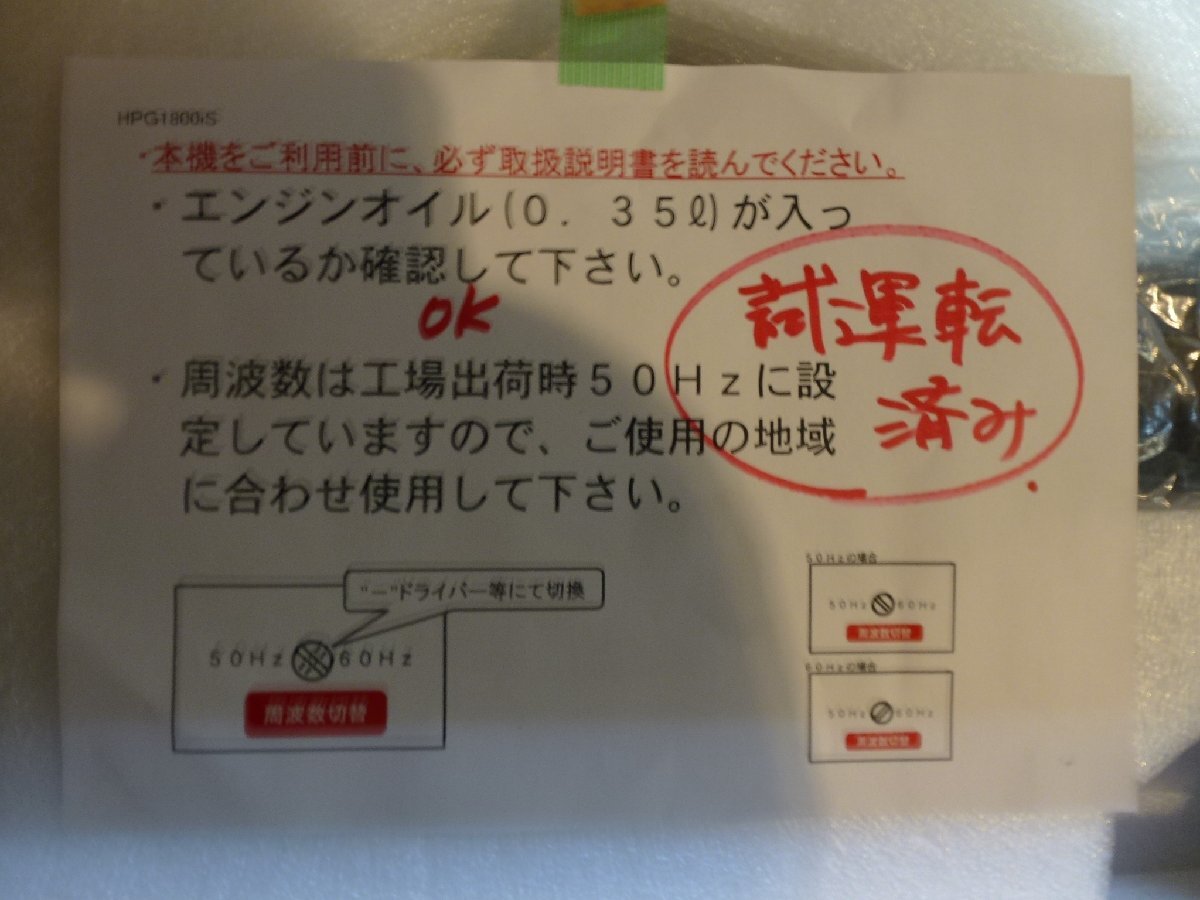 HPG1800iS
・本機をご利用前に、必ず取扱説明書を読んでください。
・エンジンオイル(0．35ℓ)が入っ
ているか確認して下さい。
OK
試運転
済み
・周波数は工場出荷時50Hzに設
定していますので、ご使用の地域
に合わせ使用して下さい。
"－"ドライバー等にて切換
50Hz 60Hz
周波数切替
50Hzの場合
50Hz 60Hz
周波数切替
60Hzの場合
50Hz 60Hz
周波数切替